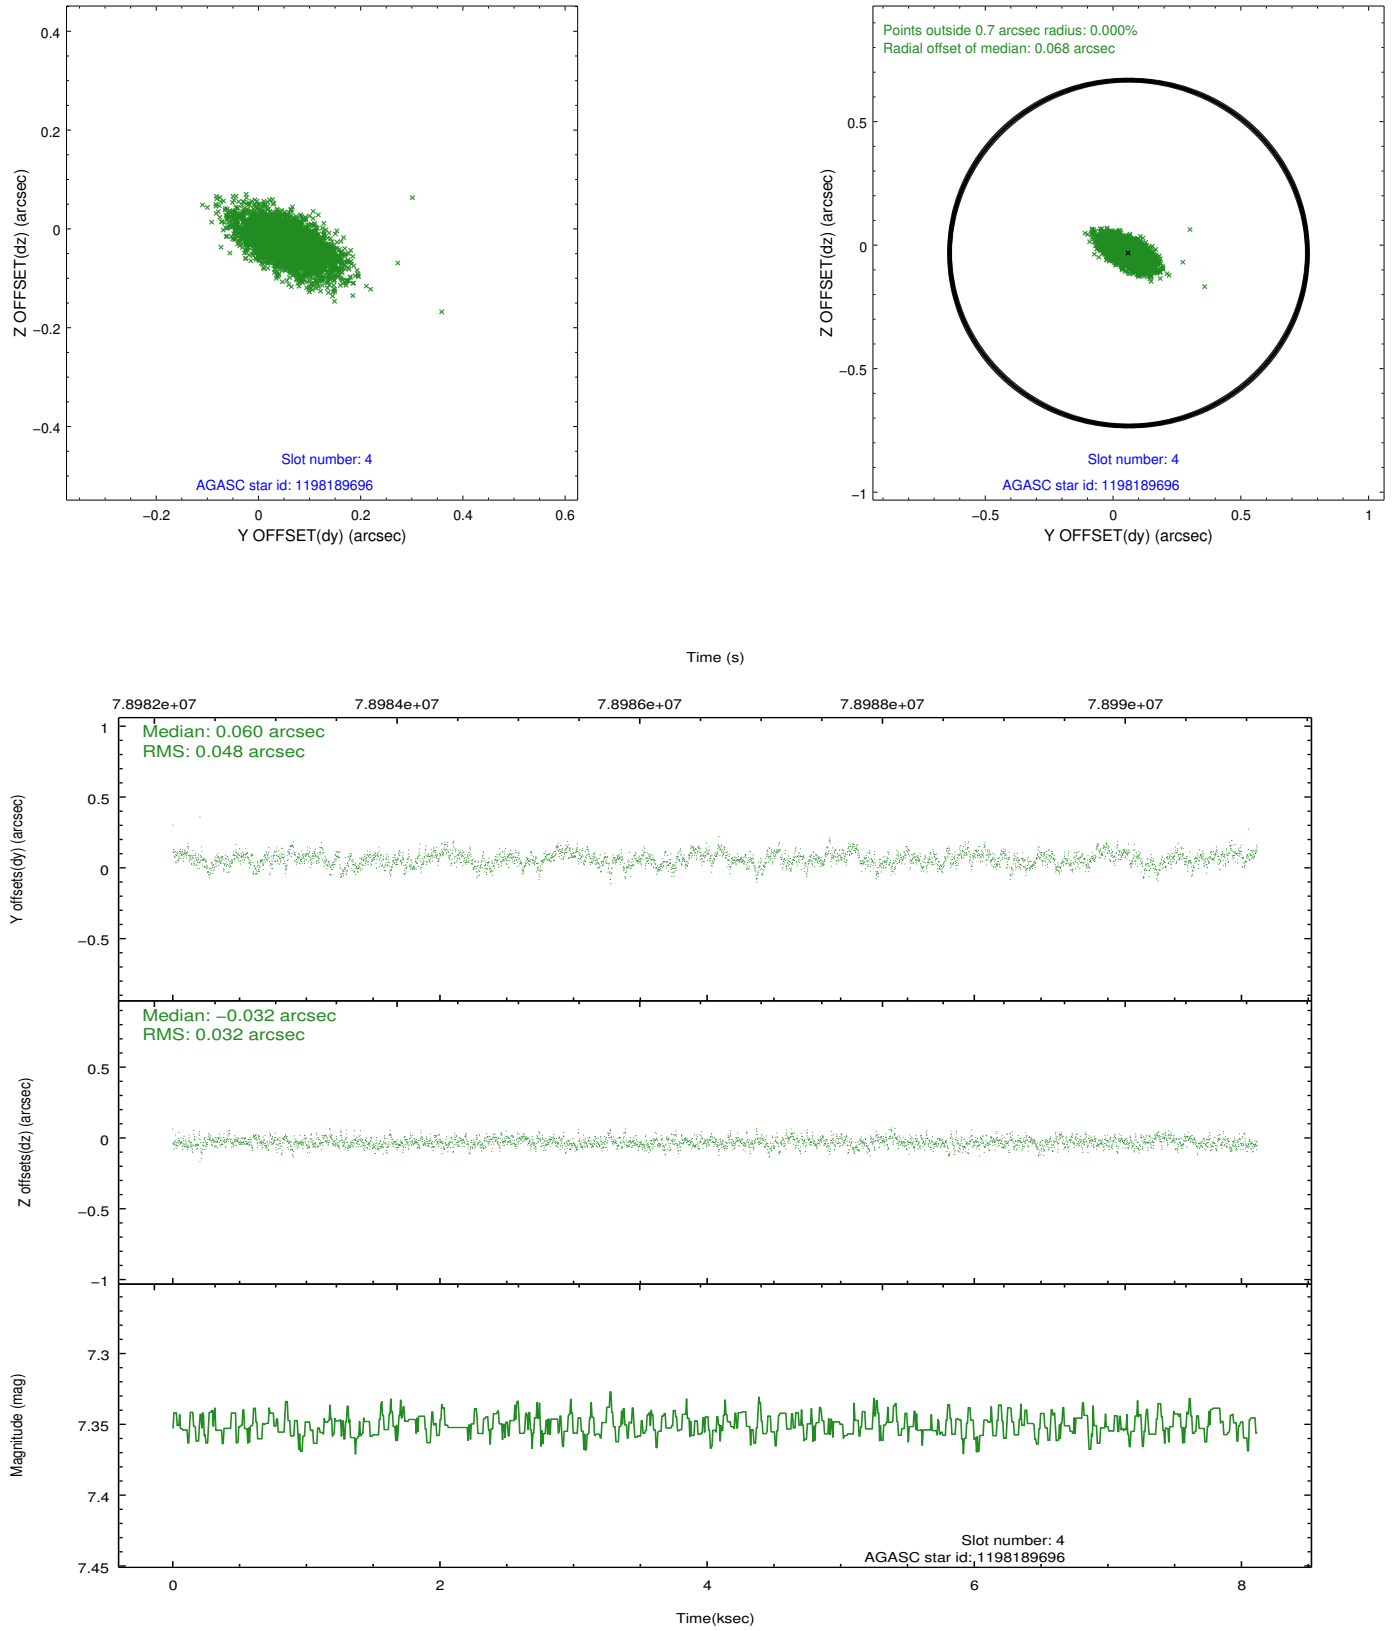 0.4
0.2
0
−0.2
−0.4
−0.2
0
0.2
0.4
0.6
Z OFFSET(dz) (arcsec)
Y OFFSET(dy) (arcsec)
Slot number: 4
AGASC star id: 1198189696
Points outside 0.7 arcsec radius: 0.000%
Radial offset of median: 0.068 arcsec
0.5
0
−0.5
−1
−0.5
0
0.5
1
Z OFFSET(dz) (arcsec)
Y OFFSET(dy) (arcsec)
Slot number: 4
AGASC star id: 1198189696
Time (s)
7.8982e+07
7.8984e+07
7.8986e+07
7.8988e+07
7.899e+07
Median: 0.060 arcsec
RMS: 0.048 arcsec
1
0.5
0
−0.5
Y offsets(dy) (arcsec)
Median: −0.032 arcsec
RMS: 0.032 arcsec
0.5
0
−0.5
−1
Z offsets(dz) (arcsec)
7.3
7.35
7.4
7.45
Magnitude (mag)
Slot number: 4
AGASC star id: 1198189696
0
2
4
6
8
Time(ksec)